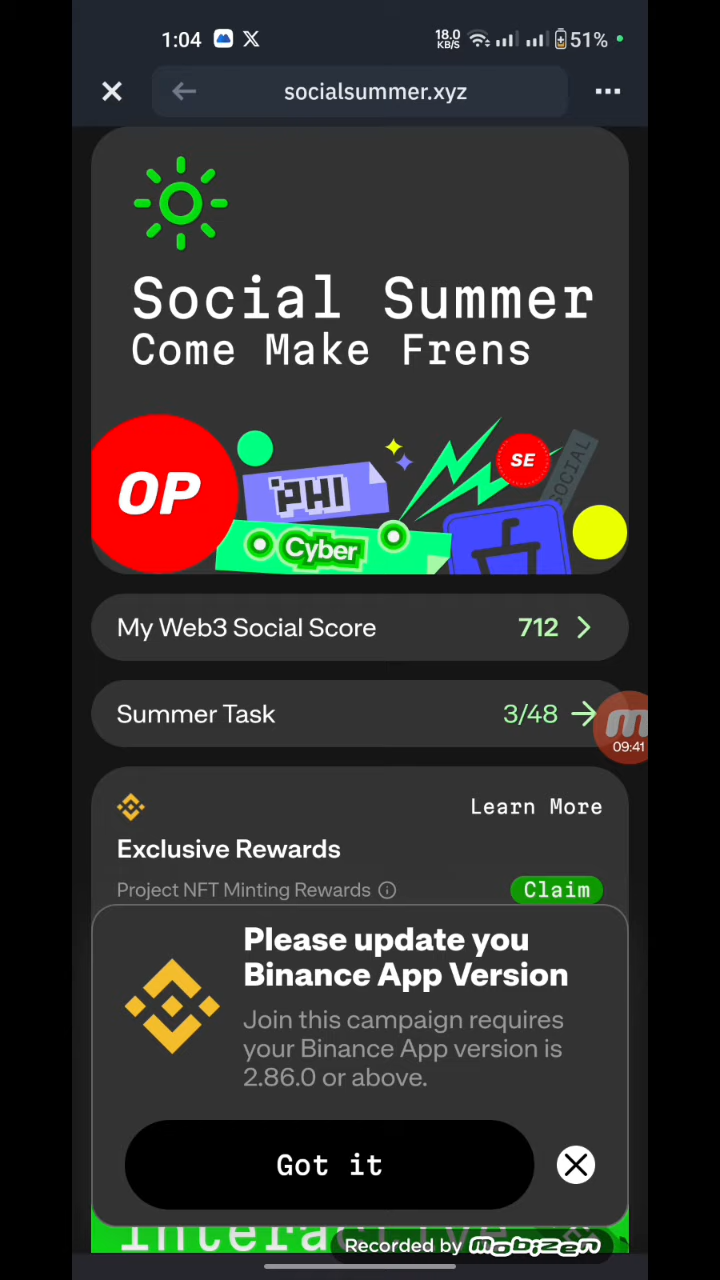 1:04 X 18.0 KB/S 51%
socialsummer.xyz
Social Summer
Come Make Frens
OP
PHI
Cyber
SE
SOCIAL
My Web3 Social Score 712
Summer Task 3/48
09:41
Learn More
Exclusive Rewards
Project NFT Minting Rewards Claim
Please update you
Binance App Version
Join this campaign requires
your Binance App version is
2.86.0 or above.
Got it
Interactive
Recorded by mobizen